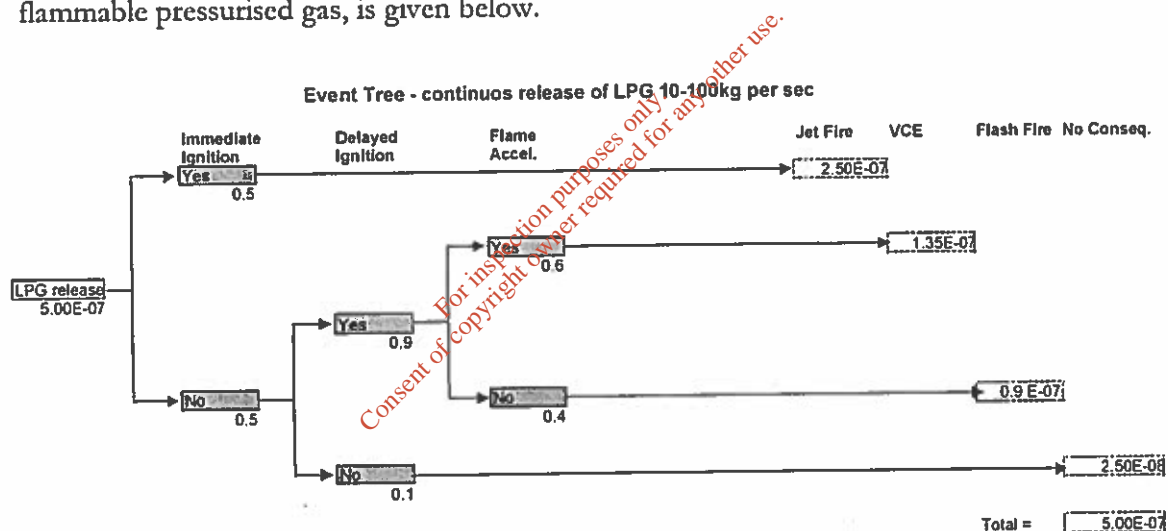 flammable pressurised gas, is given below.
Event Tree - continuos release of LPG 10-100kg per sec
Immediate Ignition
Delayed Ignition
Flame Accel.
Jet Fire
VCE
Flash Fire
No Conseq.
Yes
0.5
2.50E-07
Yes
0.6
1.35E-07
LPG release
5.00E-07
Yes
0.9
No
0.5
No
0.4
0.9 E-07
No
0.1
2.50E-08
Total =
5.00E-07
For inspection purposes only.
Consent of copyright owner required for any other use.